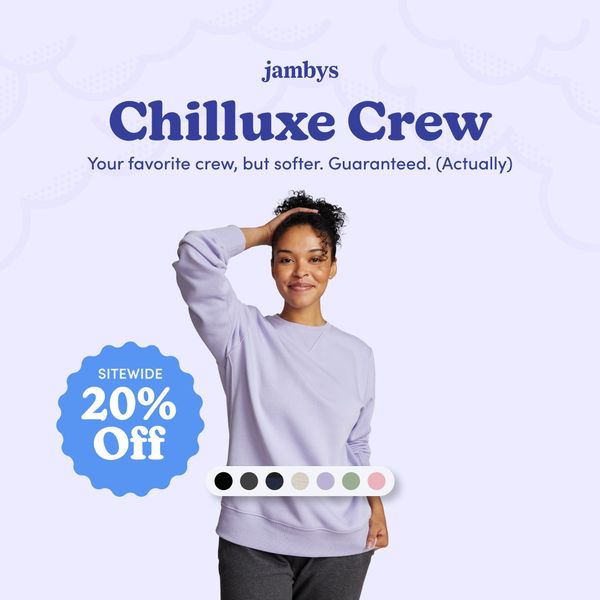 jambys
Chilluxe Crew
Your favorite crew, but softer. Guaranteed. (Actually)
SITEWIDE
20%
Off